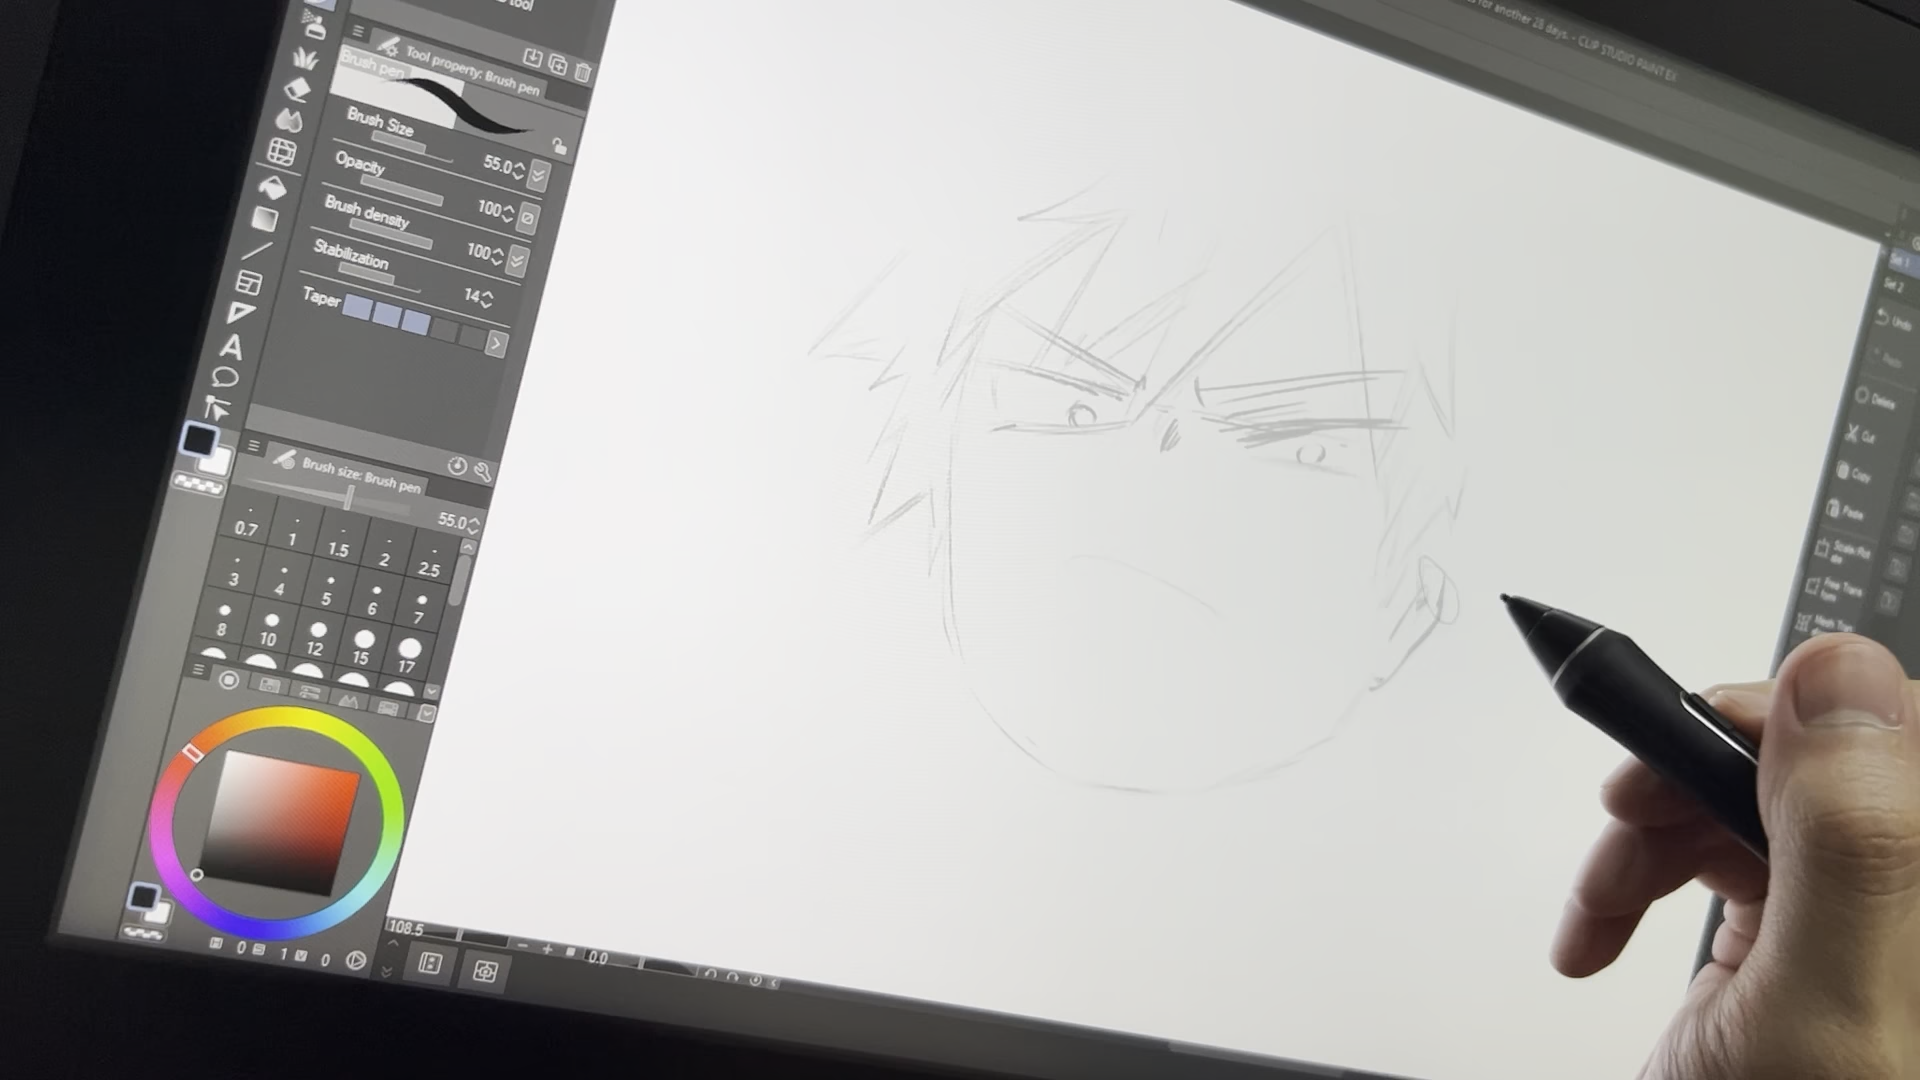 tool
for another 28 days. - CLIP STUDIO PAINT EX
Tool property: Brush pen
Brush pen
Brush Size
55.0
Opacity
100
Brush density
100
Stabilization
14
Taper
A
Brush size: Brush pen
55.0
0.7 1 1.5 2 2.5
3 4 5 6 7
8 10 12 15 17
H 0 S 1 V 0
108.5
0.0
Set 1
Set 2
Undo
Delete
Cut
Copy
Paste
Scale/Rot
ate
Free Trans
form
Mesh Tran